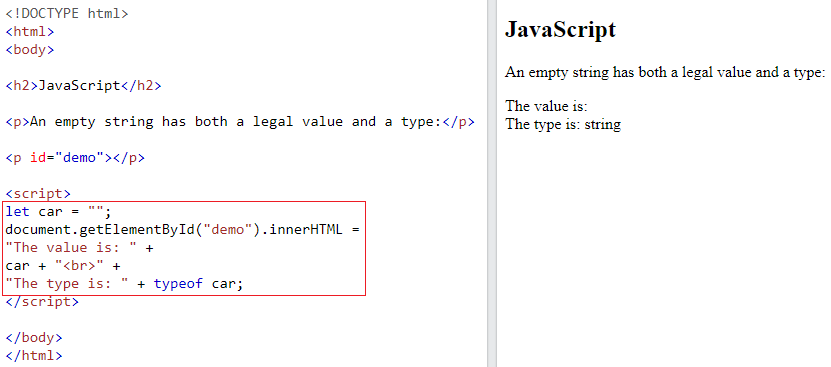 <!DOCTYPE html>
<html>
<body>
<h2>JavaScript</h2>
<p>An empty string has both a legal value and a type:</p>
<p id="demo"></p>
<script>
let car = "";
document.getElementById("demo").innerHTML =
"The value is: " +
car + "<br>" +
"The type is: " + typeof car;
</script>
</body>
</html>
JavaScript
An empty string has both a legal value and a type:
The value is:
The type is: string